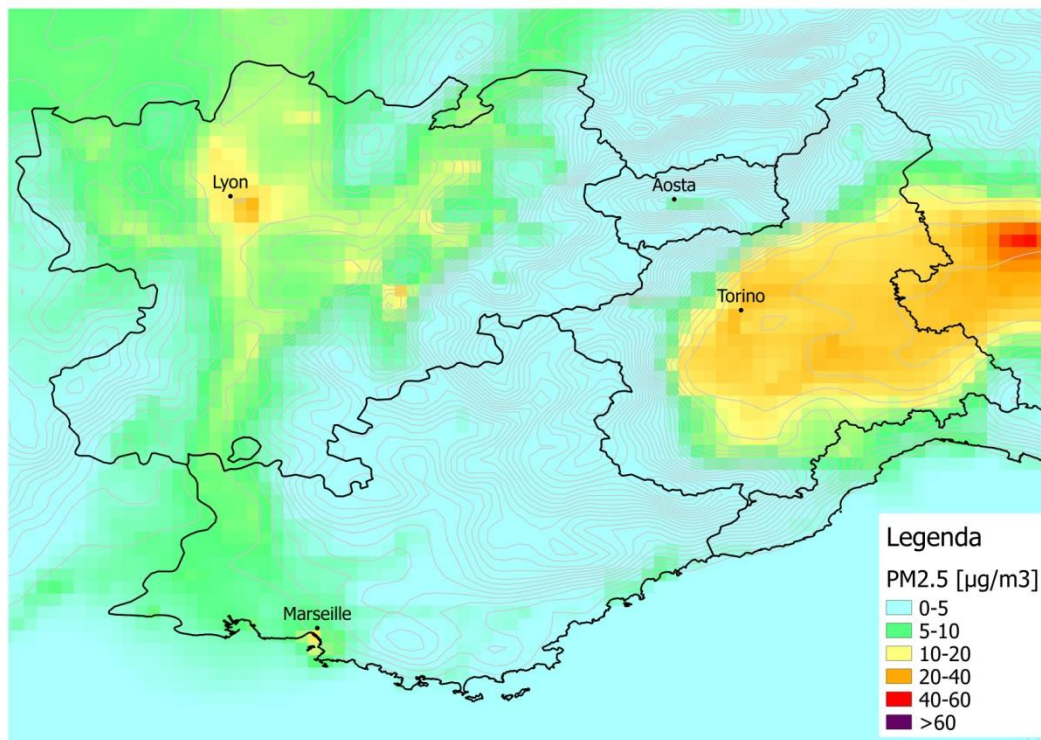 Lyon
Aosta
Torino
Marseille
Legenda
PM2.5 [µg/m3]
0-5
5-10
10-20
20-40
40-60
>60